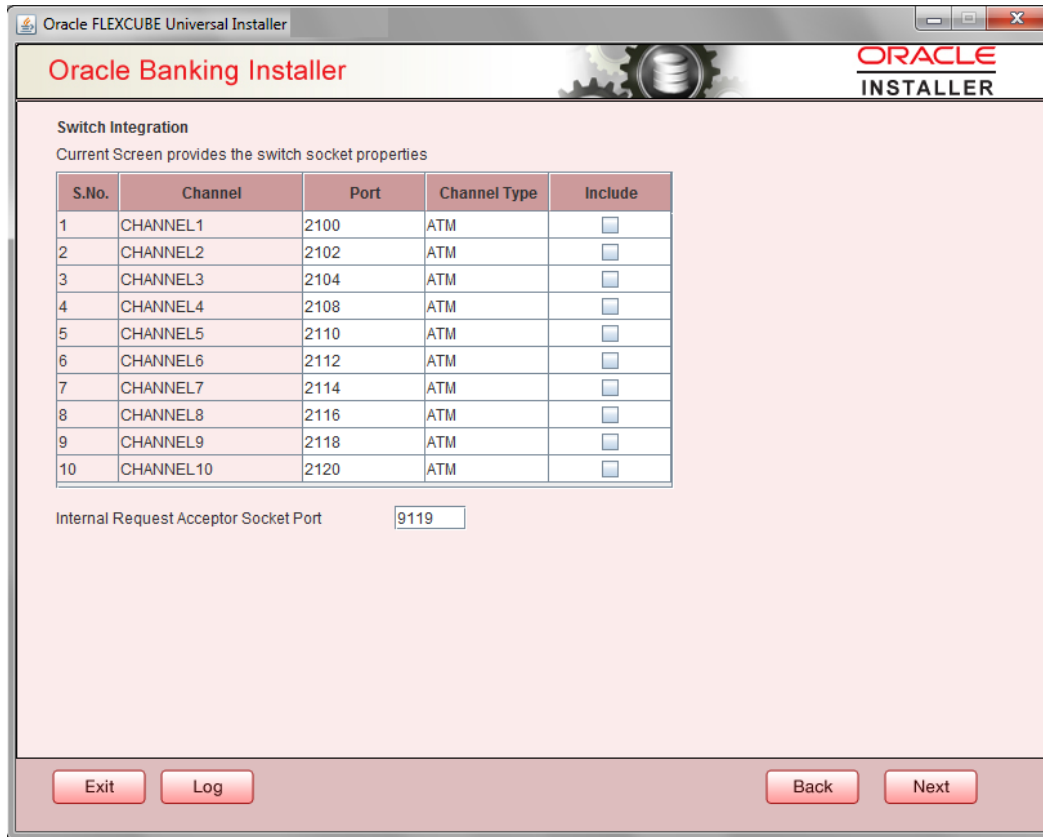 Oracle FLEXCUBE Universal Installer
Oracle Banking Installer
ORACLE
INSTALLER
Switch Integration
Current Screen provides the switch socket properties
S.No. Channel Port Channel Type Include
1 CHANNEL1 2100 ATM
2 CHANNEL2 2102 ATM
3 CHANNEL3 2104 ATM
4 CHANNEL4 2108 ATM
5 CHANNEL5 2110 ATM
6 CHANNEL6 2112 ATM
7 CHANNEL7 2114 ATM
8 CHANNEL8 2116 ATM
9 CHANNEL9 2118 ATM
10 CHANNEL10 2120 ATM
Internal Request Acceptor Socket Port 9119
Exit Log Back Next